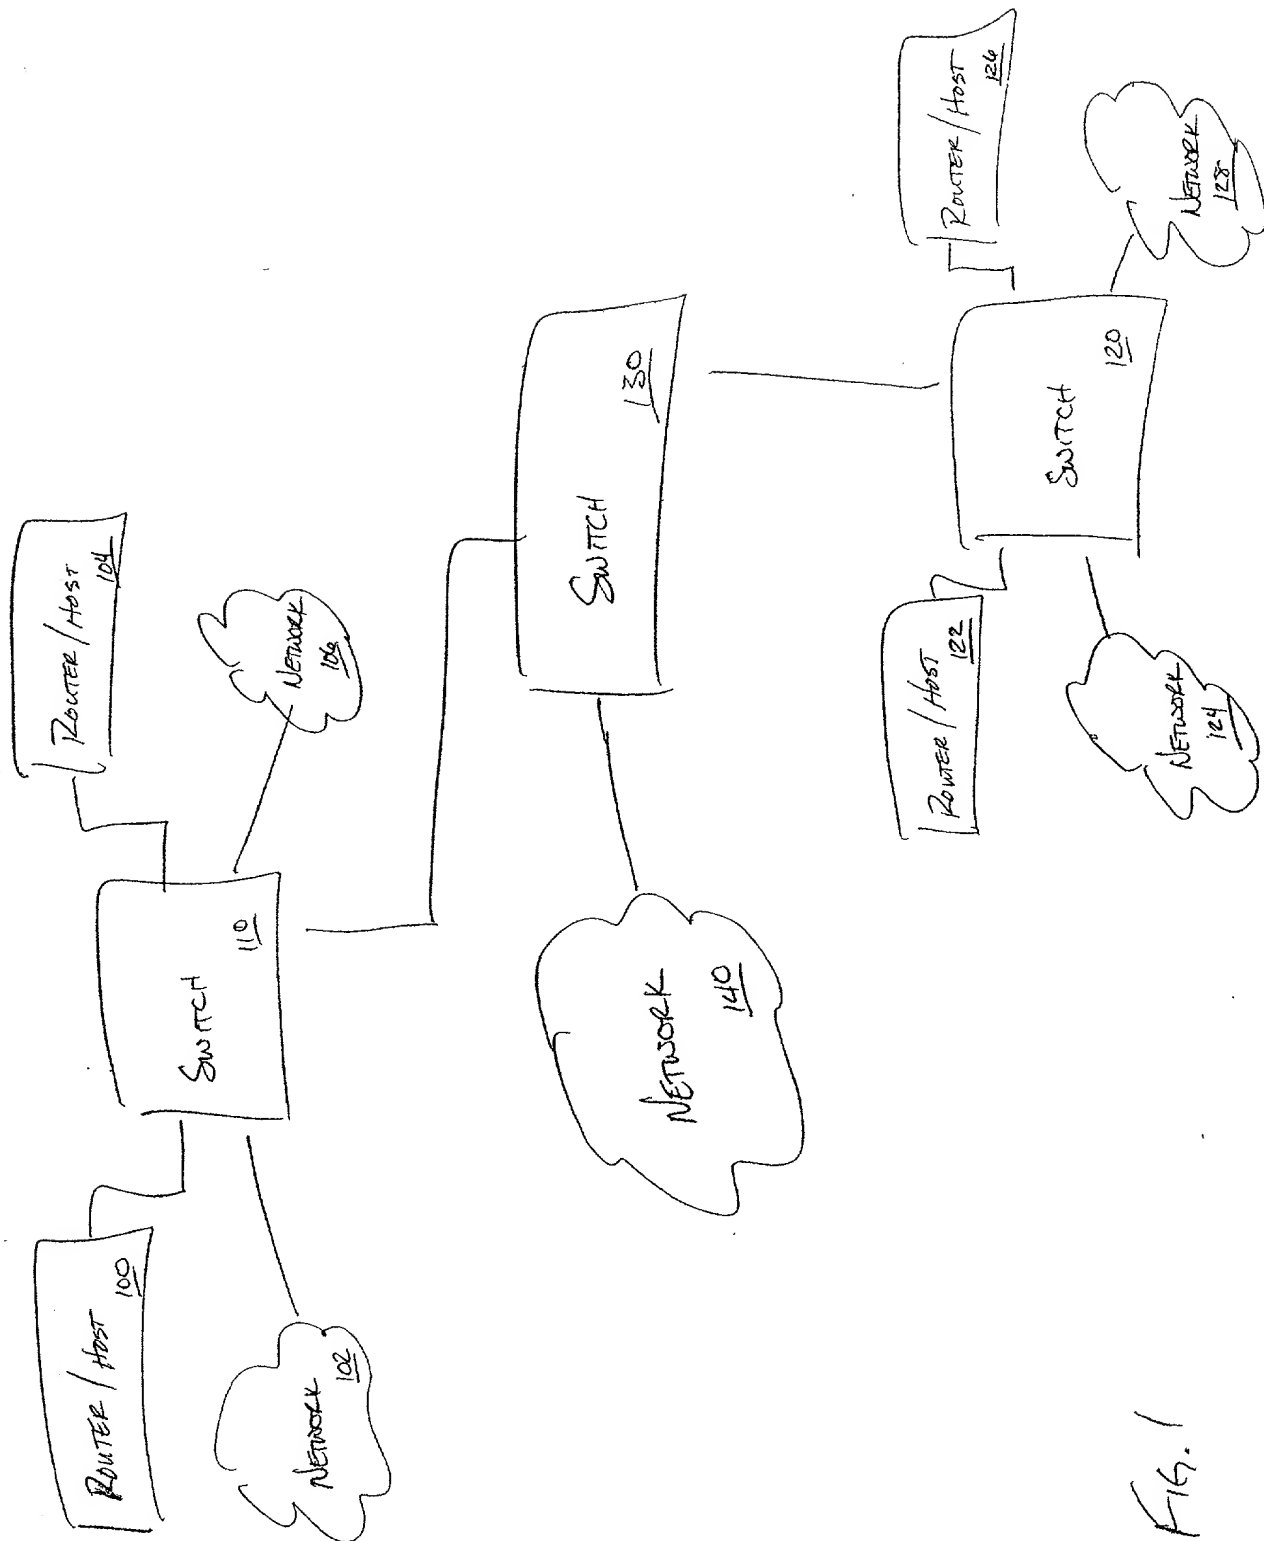 Router/Host
100
Network
102
Switch
110
Router/Host
104
Network
106
Network
140
Switch
130
Router/Host
122
Network
124
Switch
120
Router/Host
126
Network
128
Fig. 1